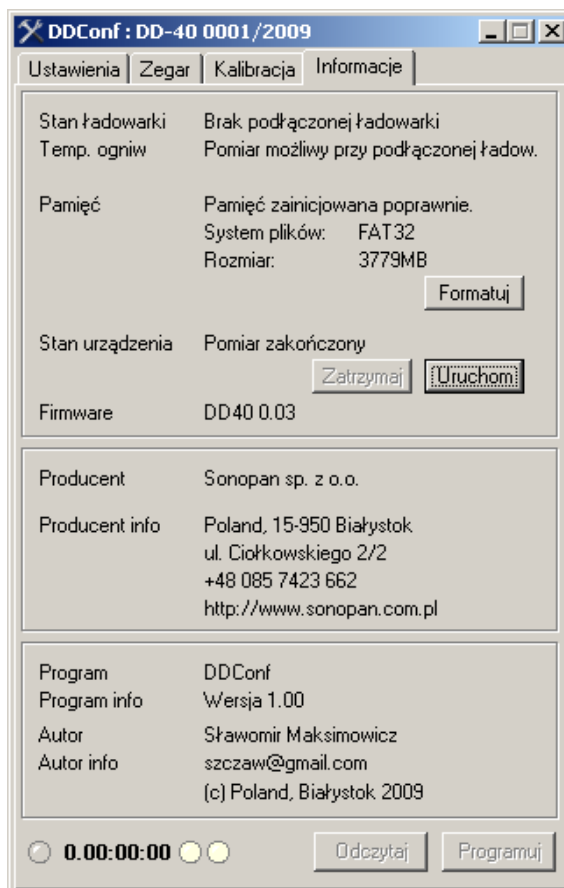 DDConf : DD-40 0001/2009
Ustawienia Zegar Kalibracja Informacje
Stan ładowarki Brak podłączonej ładowarki
Temp. ogniw Pomiar możliwy przy podłączonej ładow.
Pamięć Pamięć zainicjowana poprawnie.
System plików: FAT32
Rozmiar: 3779MB
Formatuj
Stan urządzenia Pomiar zakończony
Zatrzymaj Uruchom
Firmware DD40 0.03
Producent Sonopan sp. z o.o.
Producent info Poland, 15-950 Białystok
ul. Ciołkowskiego 2/2
+48 085 7423 662
http://www.sonopan.com.pl
Program DDConf
Program info Wersja 1.00
Autor Sławomir Maksimowicz
Autor info szczaw@gmail.com
(c) Poland, Białystok 2009
0.00:00:00 Odczytaj Programuj